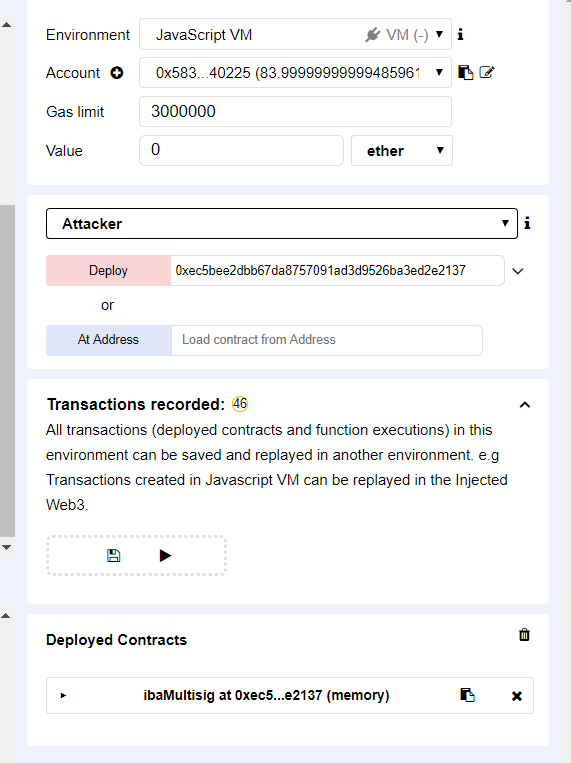 Environment JavaScript VM VM (-)
Account 0x583...40225 (83.99999999999485961
Gas limit 3000000
Value 0 ether
Attacker
Deploy 0xec5bee2dbb67da8757091ad3d9526ba3ed2e2137
or
At Address Load contract from Address
Transactions recorded: 46
All transactions (deployed contracts and function executions) in this
environment can be saved and replayed in another environment. e.g
Transactions created in Javascript VM can be replayed in the Injected
Web3.
Deployed Contracts
ibaMultisig at 0xec5...e2137 (memory)